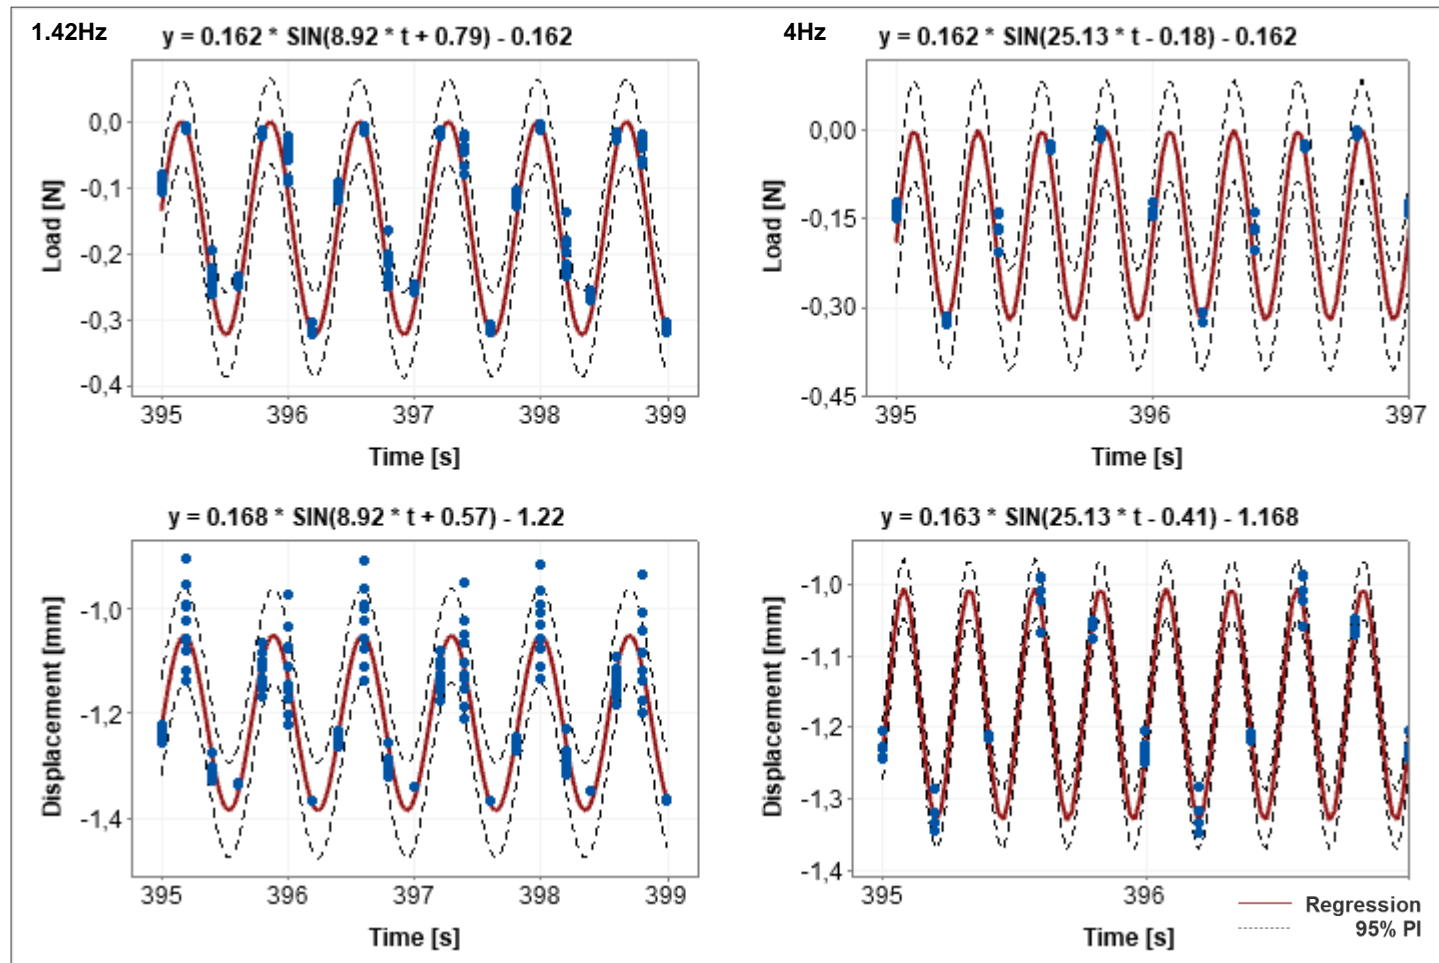 1.42Hz
y = 0.162 * SIN(8.92 * t + 0.79) - 0.162
4Hz
y = 0.162 * SIN(25.13 * t - 0.18) - 0.162
Load [N]
0,0
-0,1
-0,2
-0,3
-0,4
395 396 397 398 399
Time [s]
Load [N]
0,00
-0,15
-0,30
-0,45
395 396 397
Time [s]
y = 0.168 * SIN(8.92 * t + 0.57) - 1.22
y = 0.163 * SIN(25.13 * t - 0.41) - 1.168
Displacement [mm]
-1,0
-1,2
-1,4
395 396 397 398 399
Time [s]
Displacement [mm]
-1,0
-1,1
-1,2
-1,3
-1,4
395 396
Time [s]
Regression
95% PI